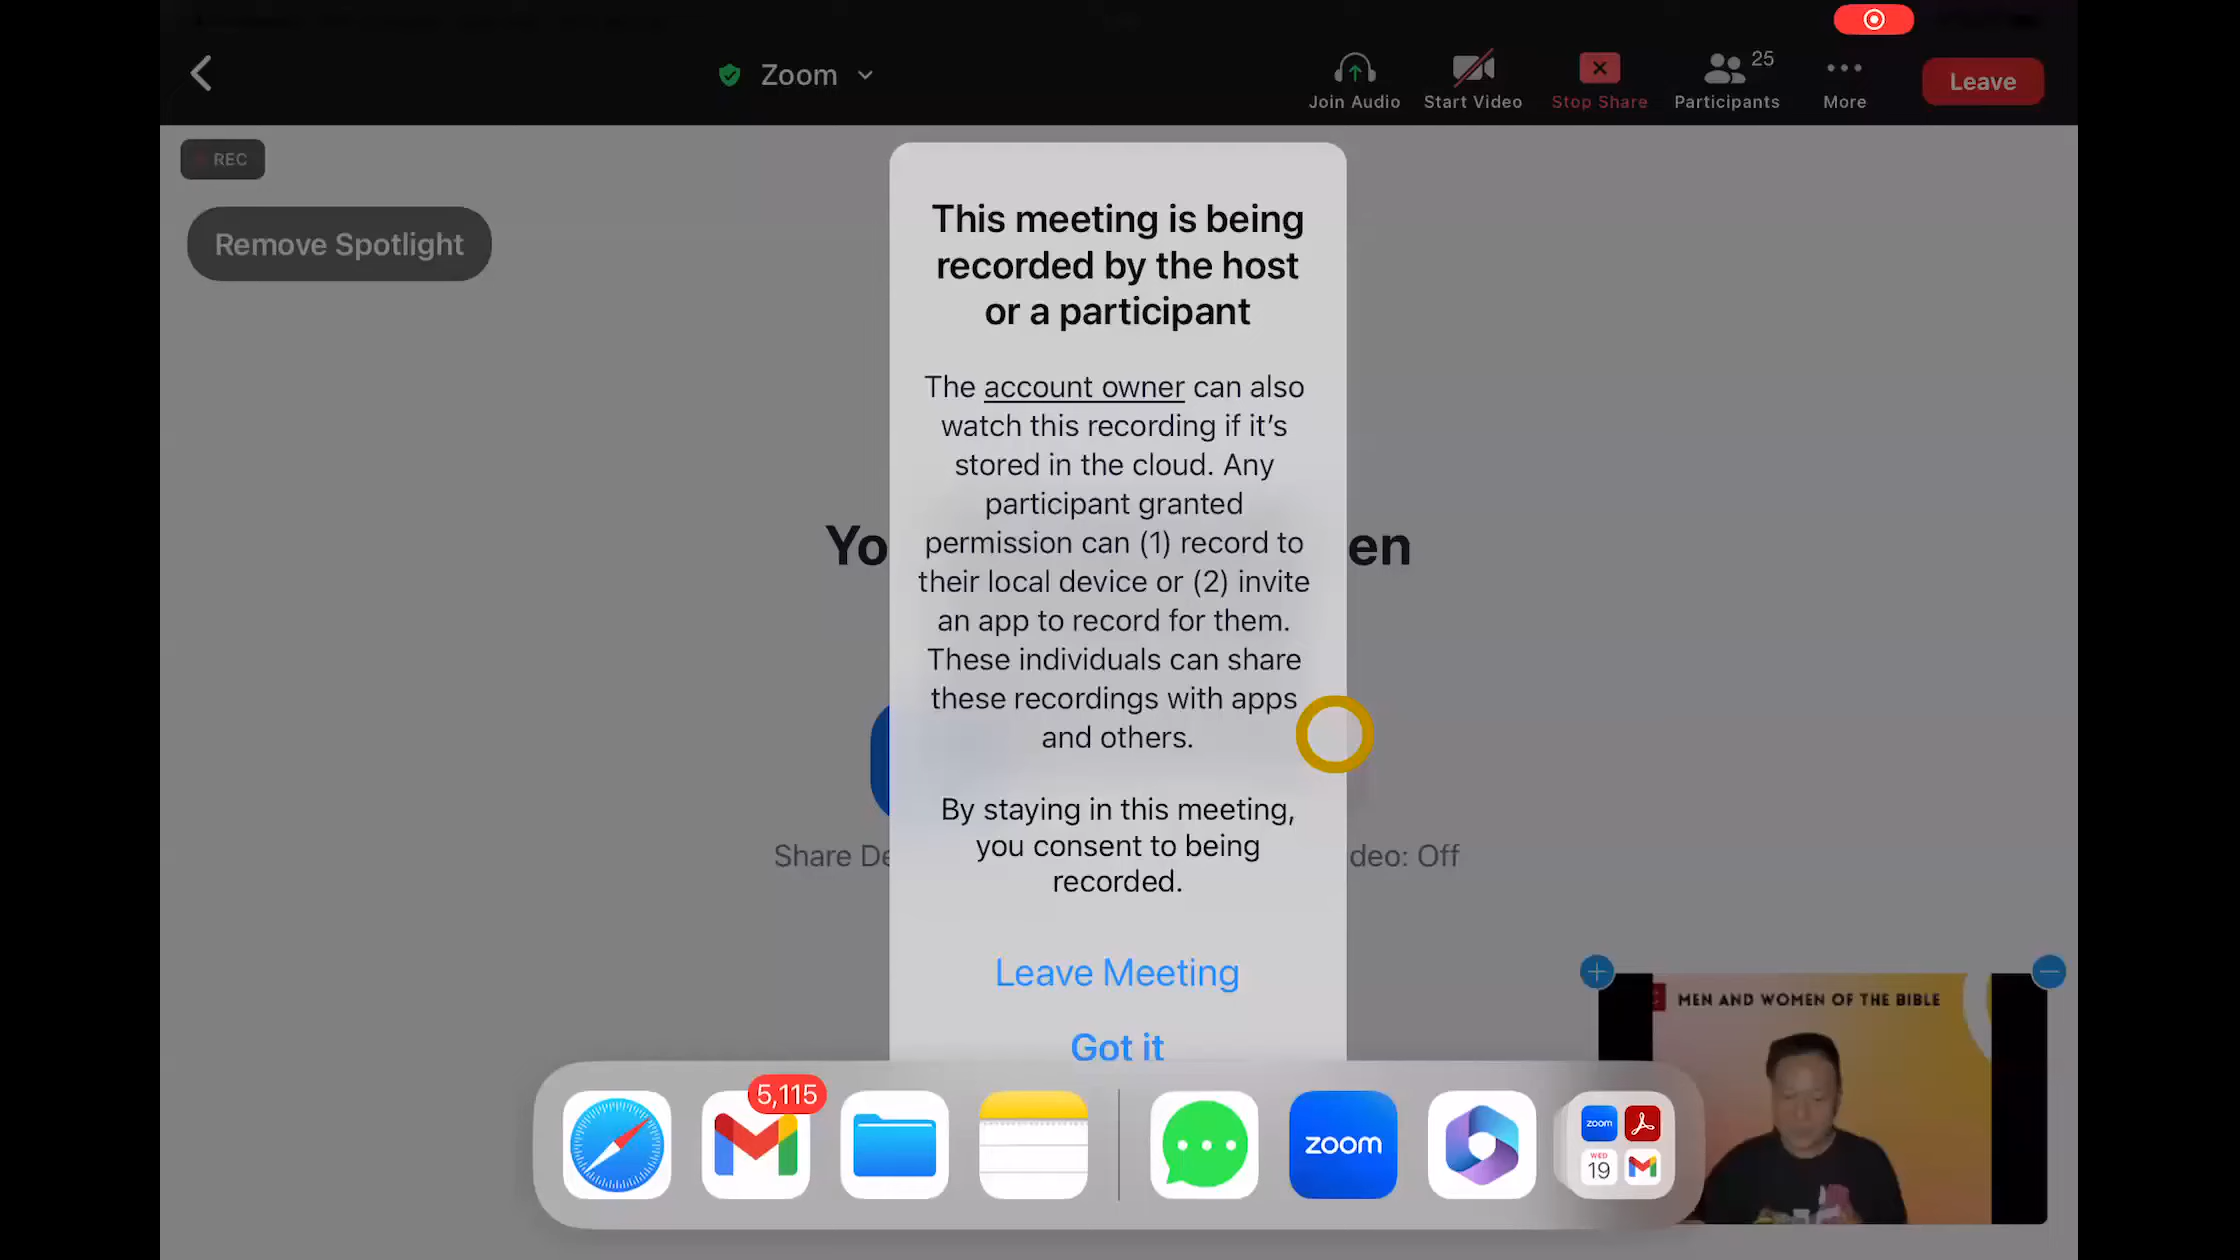 Zoom
Join Audio
Start Video
Stop Share
25
Participants
More
Leave
REC
Remove Spotlight
This meeting is being
recorded by the host
or a participant
The account owner can also
watch this recording if it's
stored in the cloud. Any
participant granted
permission can (1) record to
their local device or (2) invite
an app to record for them.
These individuals can share
these recordings with apps
and others.
By staying in this meeting,
you consent to being
recorded.
Leave Meeting
Got it
Yo
en
Share De
deo: Off
MEN AND WOMEN OF THE BIBLE
5,115
zoom
zoom
WED
19